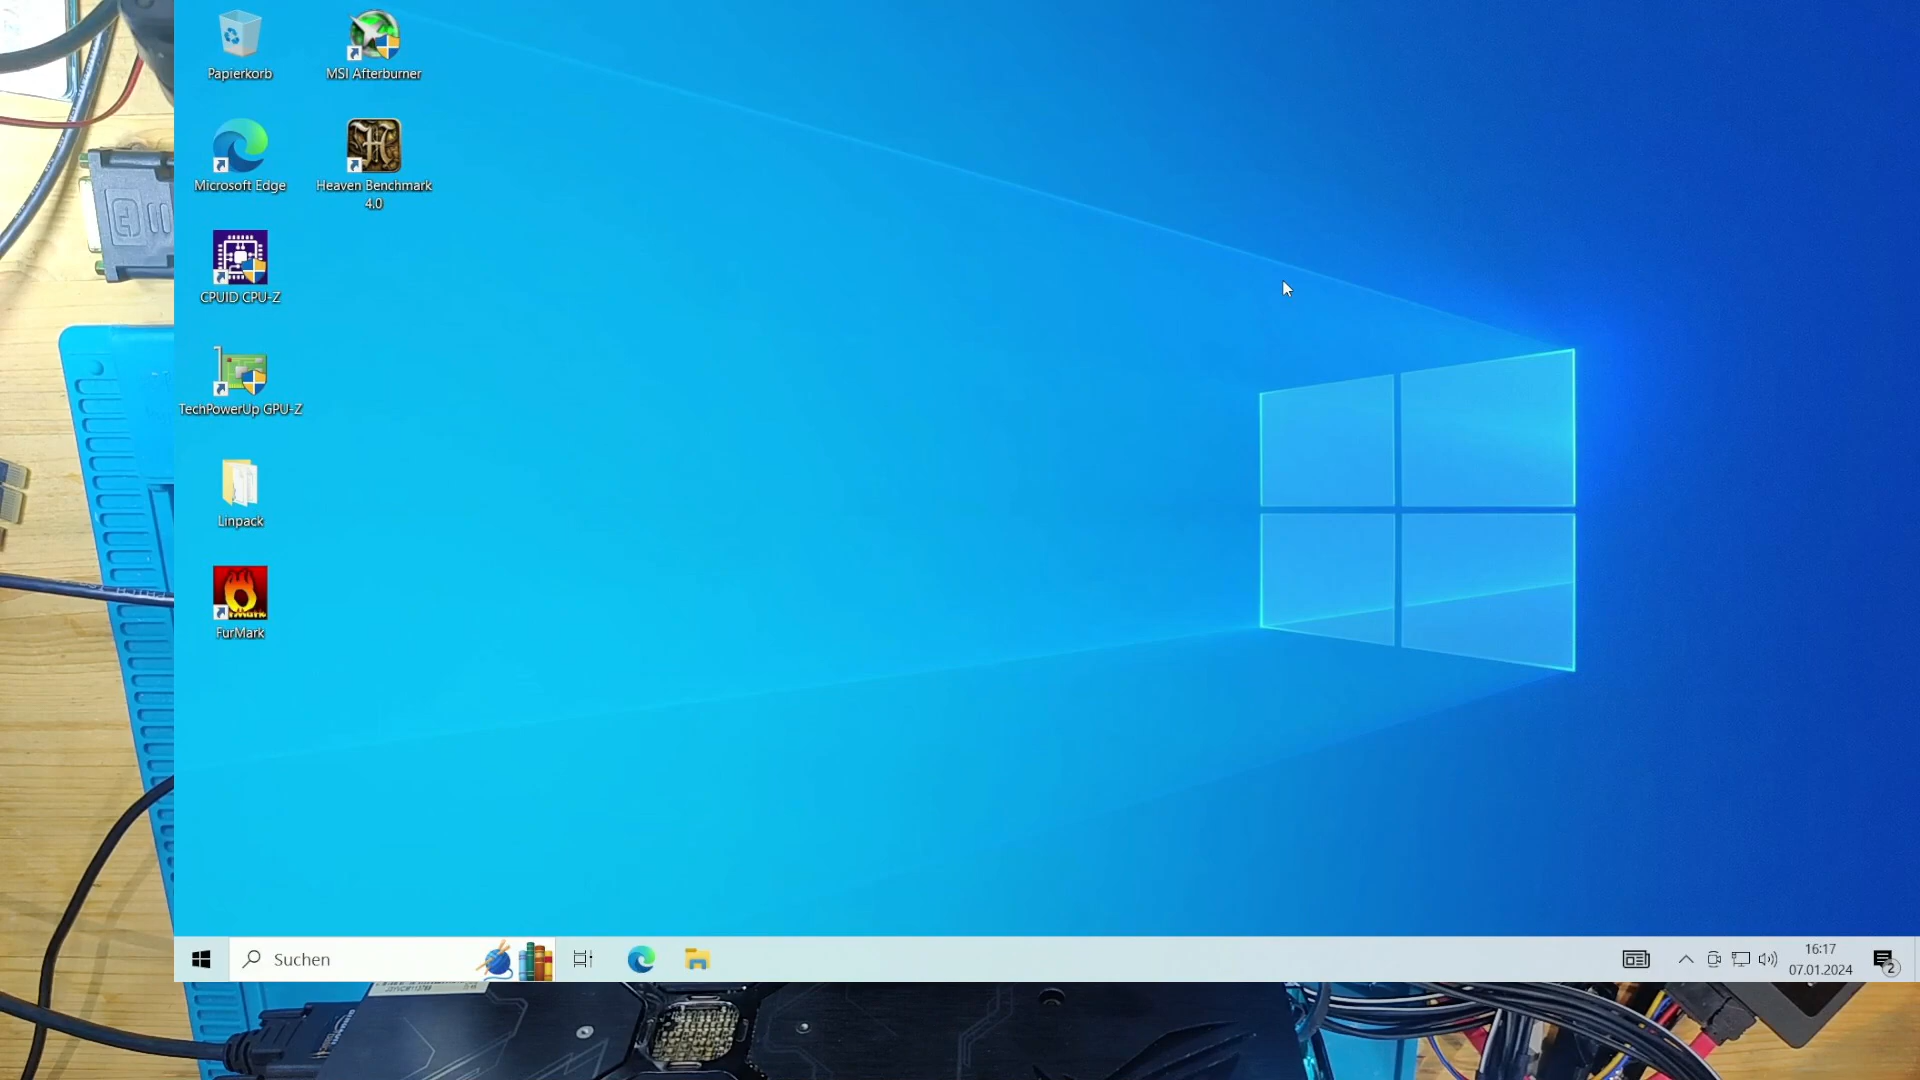 Papierkorb
MSI Afterburner
Microsoft Edge
Heaven Benchmark
4.0
CPUID CPU-Z
TechPowerUp GPU-Z
Linpack
FurMark
Suchen
16:17
07.01.2024
2